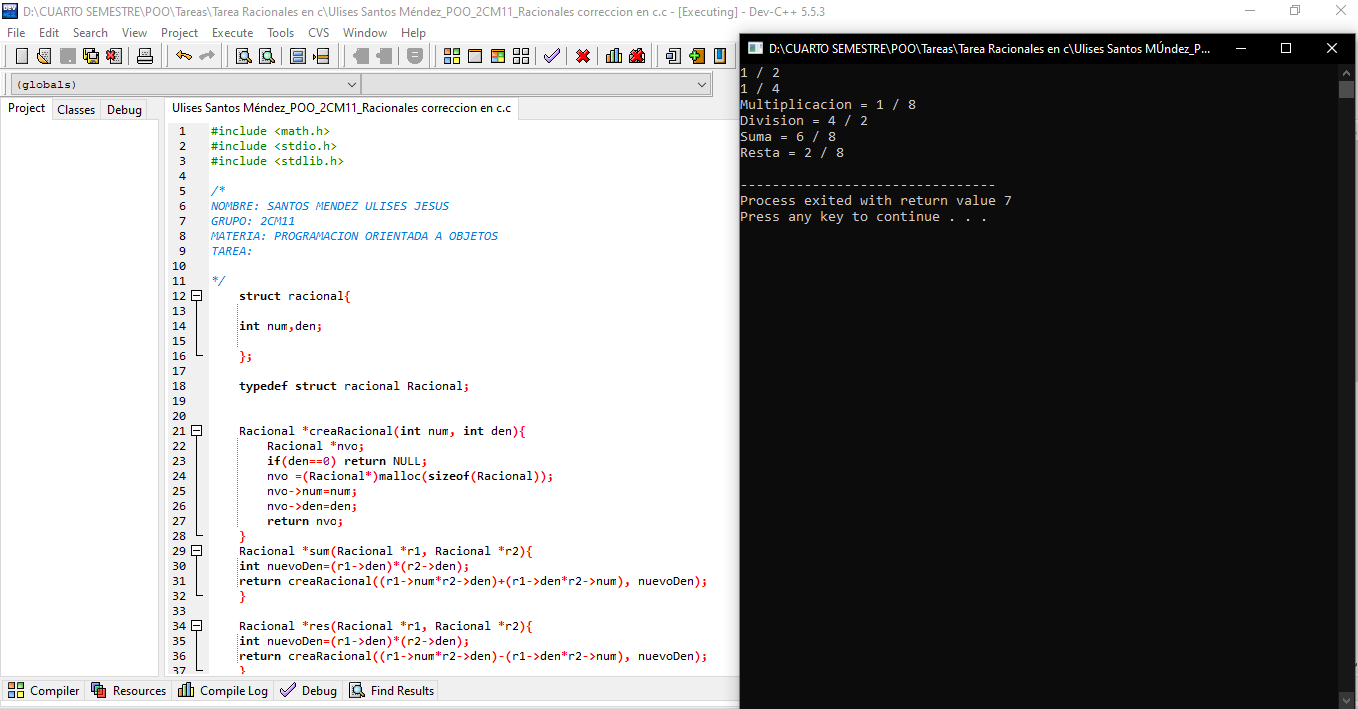 D:\CUARTO SEMESTRE\POO\Tareas\Tarea Racionales en c\Ulises Santos Méndez_POO_2CM11_Racionales correccion en c.c - [Executing] - Dev-C++ 5.5.3
File Edit Search View Project Execute Tools CVS Window Help
(globals)
Project Classes Debug
Ulises Santos Méndez_POO_2CM11_Racionales correccion en c.c
1 #include <math.h>
2 #include <stdio.h>
3 #include <stdlib.h>
4
5 /*
6 NOMBRE: SANTOS MENDEZ ULISES JESUS
7 GRUPO: 2CM11
8 MATERIA: PROGRAMACION ORIENTADA A OBJETOS
9 TAREA:
10
11 */
12 struct racional{
13
14 int num,den;
15
16 };
17
18 typedef struct racional Racional;
19
20
21 Racional *creaRacional(int num, int den){
22 Racional *nvo;
23 if(den==0) return NULL;
24 nvo =(Racional*)malloc(sizeof(Racional));
25 nvo->num=num;
26 nvo->den=den;
27 return nvo;
28 }
29 Racional *sum(Racional *r1, Racional *r2){
30 int nuevoDen=(r1->den)*(r2->den);
31 return creaRacional((r1->num*r2->den)+(r1->den*r2->num), nuevoDen);
32 }
33
34 Racional *res(Racional *r1, Racional *r2){
35 int nuevoDen=(r1->den)*(r2->den);
36 return creaRacional((r1->num*r2->den)-(r1->den*r2->num), nuevoDen);
37 }
Compiler Resources Compile Log Debug Find Results
D:\CUARTO SEMESTRE\POO\Tareas\Tarea Racionales en c\Ulises Santos MÚndez_P...
1 / 2
1 / 4
Multiplicacion = 1 / 8
Division = 4 / 2
Suma = 6 / 8
Resta = 2 / 8
--------------------------------
Process exited with return value 7
Press any key to continue . . .